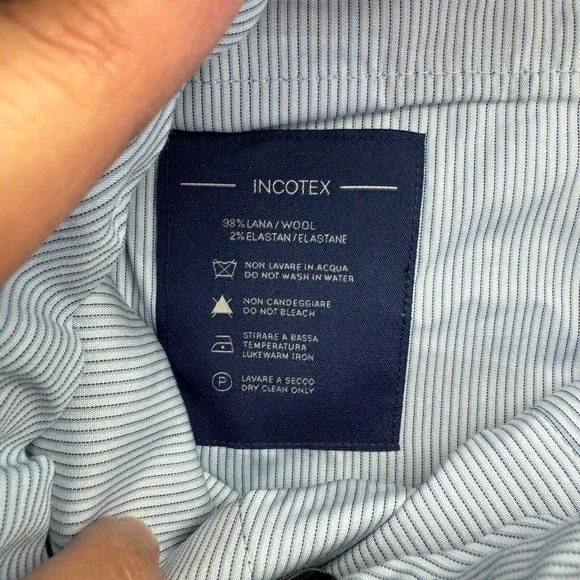 INCOTEX
98% LANA/WOOL
2% ELASTAN/ELASTANE
NON LAVARE IN ACQUA
DO NOT WASH IN WATER
NON CANDEGGIARE
DO NOT BLEACH
STIRARE A BASSA
TEMPERATURA
LUKEWARM IRON
P
LAVARE A SECCO
DRY CLEAN ONLY